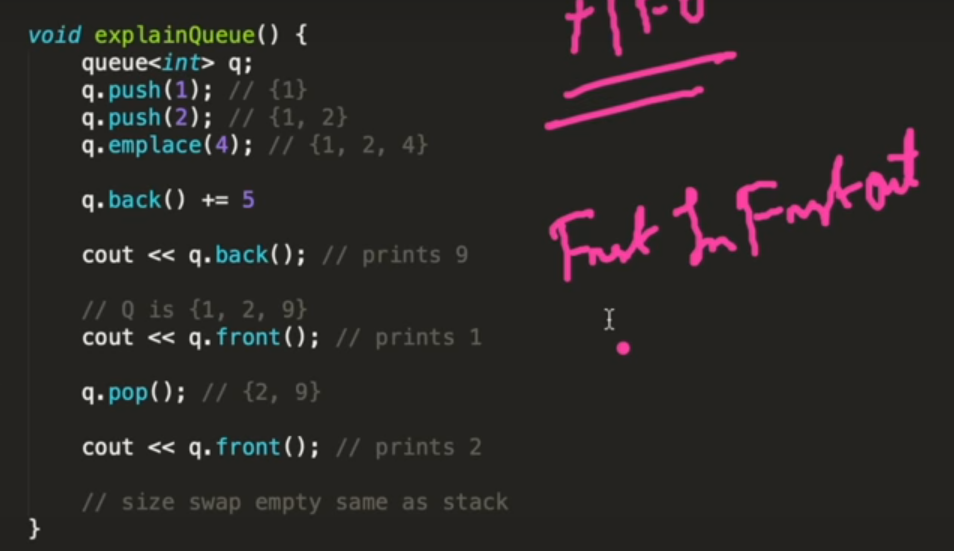 void explainQueue() {
queue<int> q;
q.push(1); // {1}
q.push(2); // {1, 2}
q.emplace(4); // {1, 2, 4}
q.back() += 5
cout << q.back(); // prints 9
// Q is {1, 2, 9}
cout << q.front(); // prints 1
q.pop(); // {2, 9}
cout << q.front(); // prints 2
// size swap empty same as stack
}
First In First out